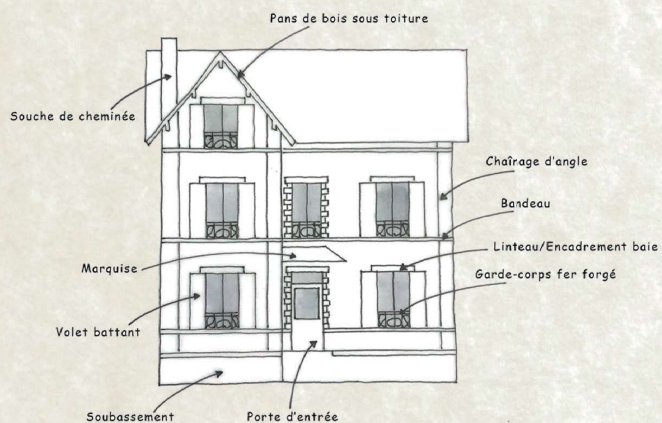 Pans de bois sous toiture
Souche de cheminée
Chaîrage d'angle
Bandeau
Linteau/Encadrement baie
Marquise
Garde-corps fer forgé
Volet battant
Soubassement
Porte d'entrée